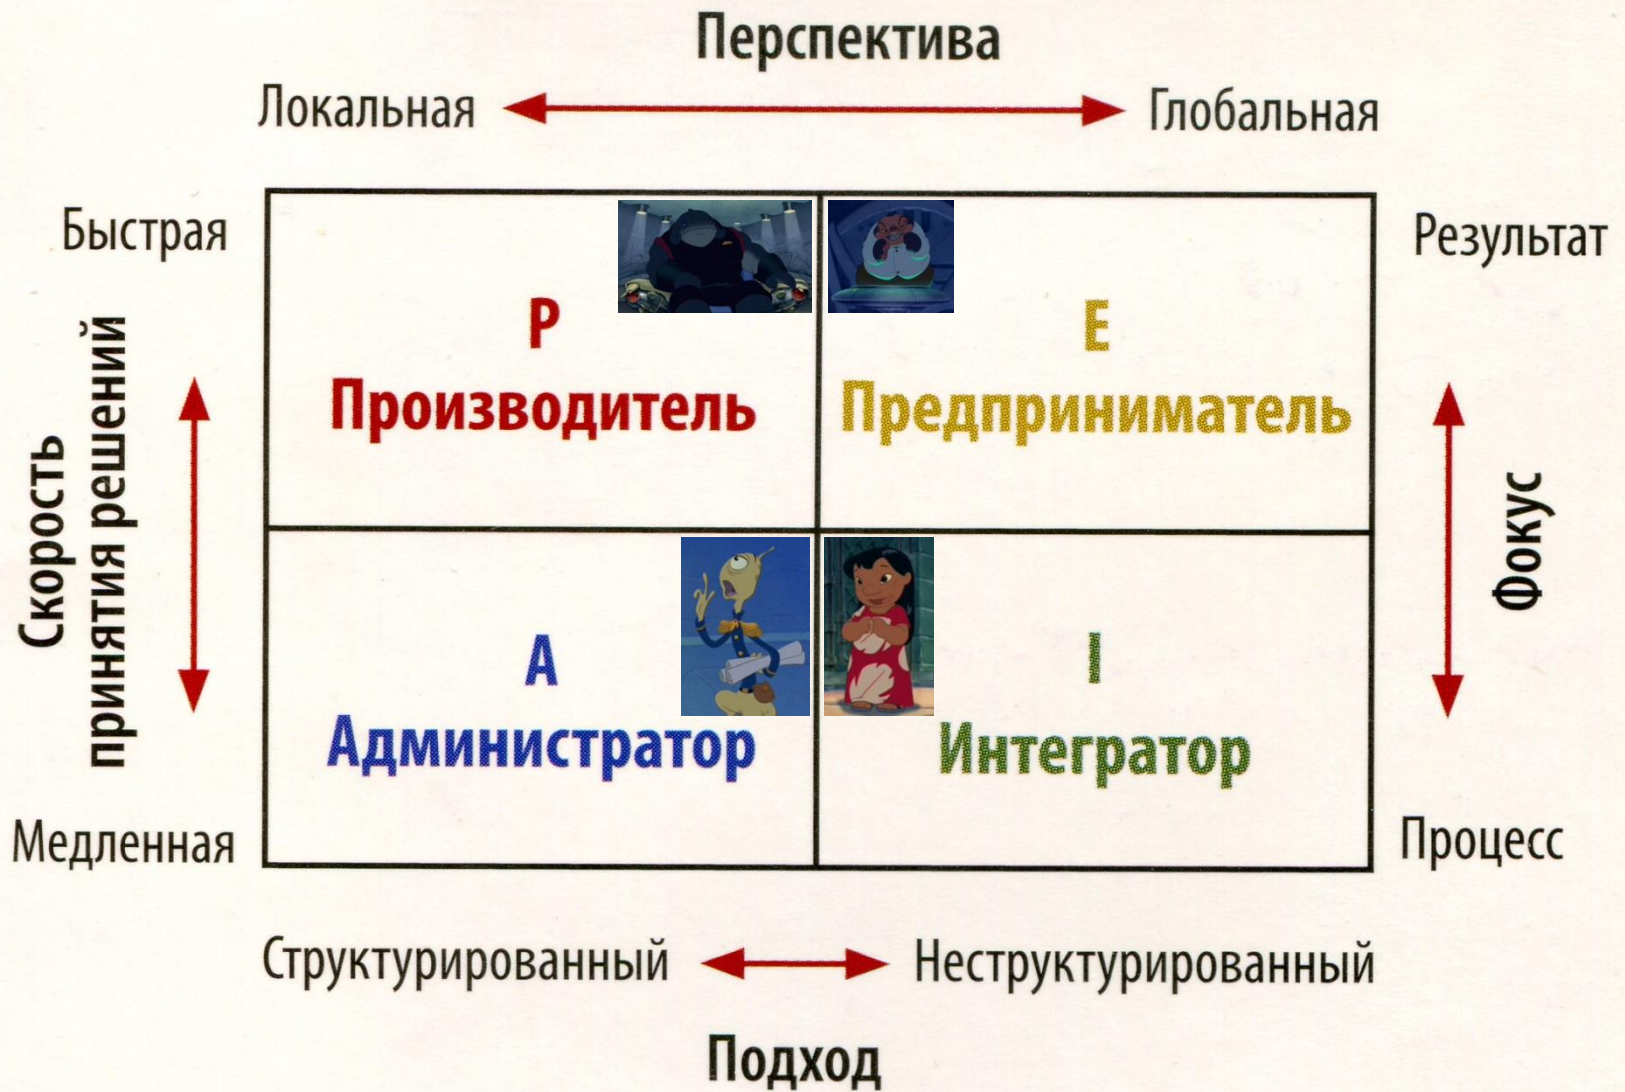 Перспектива
Локальная
Глобальная
Быстрая
Результат
P
Производитель
E
Предприниматель
Скорость
принятия решений
Фокус
A
Администратор
I
Интегратор
Медленная
Процесс
Структурированный
Неструктурированный
Подход